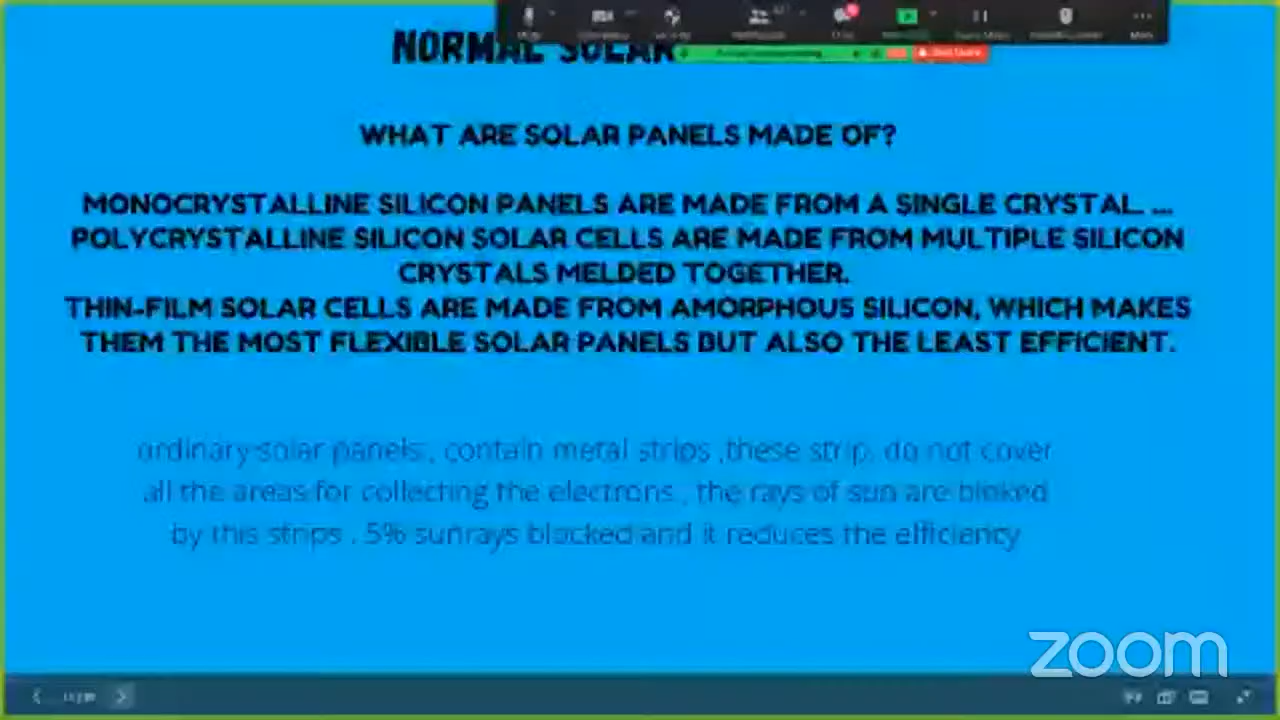 NORMAL SOLAR
WHAT ARE SOLAR PANELS MADE OF?
MONOCRYSTALLINE SILICON PANELS ARE MADE FROM A SINGLE CRYSTAL. ...
POLYCRYSTALLINE SILICON SOLAR CELLS ARE MADE FROM MULTIPLE SILICON
CRYSTALS MELDED TOGETHER.
THIN-FILM SOLAR CELLS ARE MADE FROM AMORPHOUS SILICON, WHICH MAKES
THEM THE MOST FLEXIBLE SOLAR PANELS BUT ALSO THE LEAST EFFICIENT.
ordinary solar panels , contain metal strips ,these strip, do not cover
all the areas for collecting the electrons , the rays of sun are
by this strips . 5% sunrays blocked and it reduces the efficiency
zoom